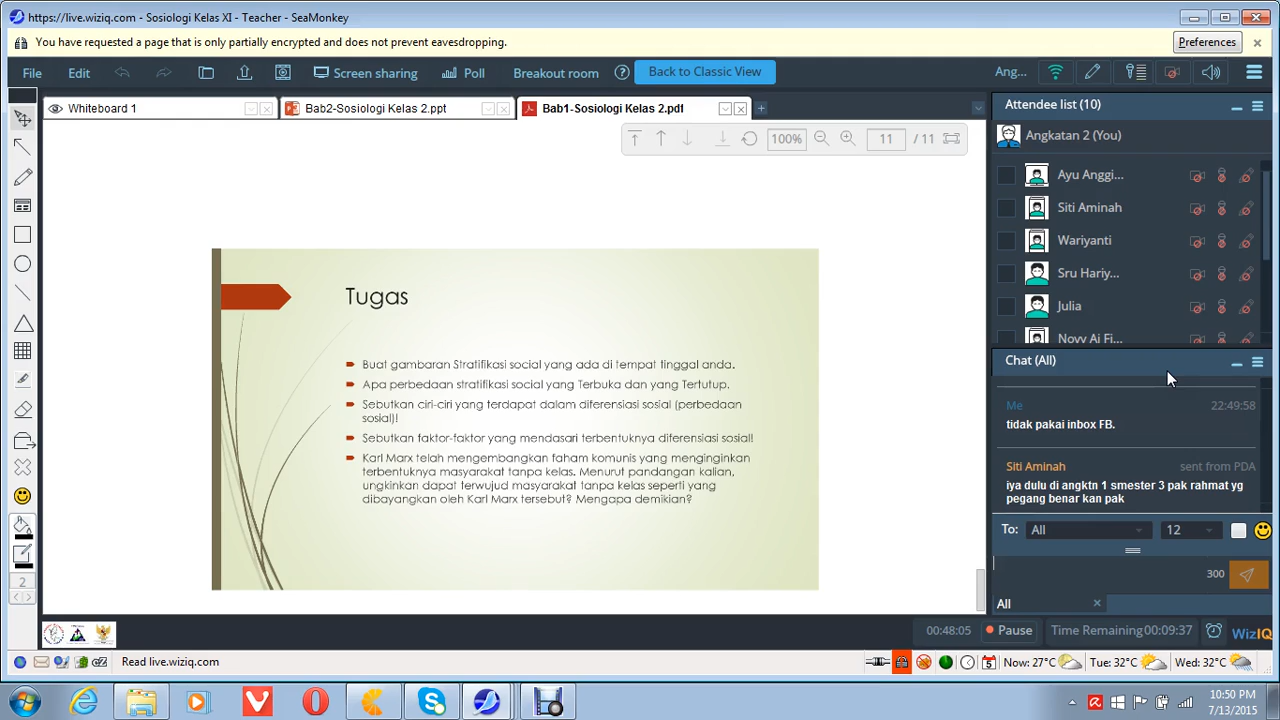 https://live.wiziq.com - Sosiologi Kelas XI - Teacher - SeaMonkey
You have requested a page that is only partially encrypted and does not prevent eavesdropping.
Preferences
File
Edit
Screen sharing
Poll
Breakout room
Back to Classic View
Ang...
Whiteboard 1
Bab2-Sosiologi Kelas 2.ppt
Bab1-Sosiologi Kelas 2.pdf
100%
11 / 11
Attendee list (10)
Angkatan 2 (You)
Ayu Anggi...
Siti Aminah
Wariyanti
Sru Hariy...
Julia
Novy Ai Fi...
Tugas
Buat gambaran Stratifikasi social yang ada di tempat tinggal anda.
Apa perbedaan stratifikasi social yang Terbuka dan yang Tertutup.
Sebutkan ciri-ciri yang terdapat dalam diferensiasi sosial (perbedaan
sosial)!
Sebutkan faktor-faktor yang mendasari terbentuknya diferensiasi sosial!
Karl Marx telah mengembangkan faham komunis yang menginginkan
terbentuknya masyarakat tanpa kelas. Menurut pandangan kalian,
ungkinkan dapat terwujud masyarakat tanpa kelas seperti yang
dibayangkan oleh Karl Marx tersebut? Mengapa demikian?
Chat (All)
Me 22:49:58
tidak pakai inbox FB.
Siti Aminah sent from PDA
iya dulu di angktn 1 smester 3 pak rahmat yg
pegang benar kan pak
To: All 12
300
All
2
00:48:05 Pause Time Remaining 00:09:37 WizIQ
Read live.wiziq.com
5
Now: 27°C
Tue: 32°C
Wed: 32°C
10:50 PM
7/13/2015